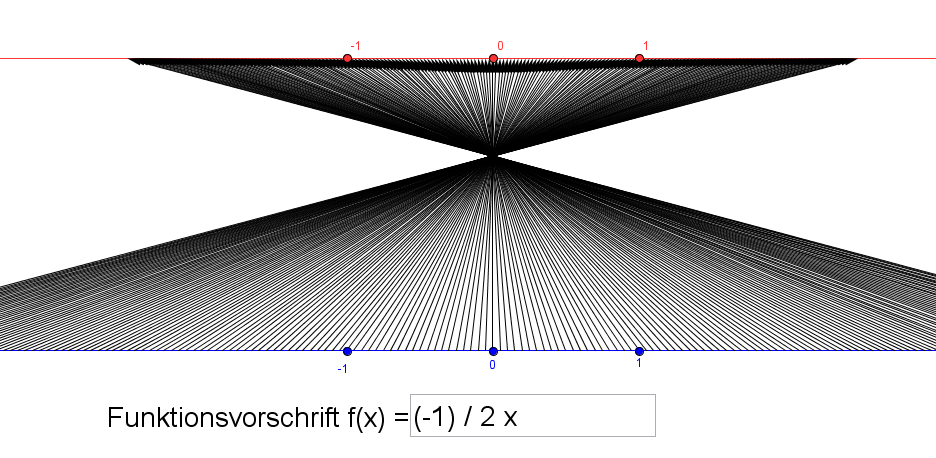 -1 0 1
-1 0 1
Funktionsvorschrift f(x) = (-1) / 2 x